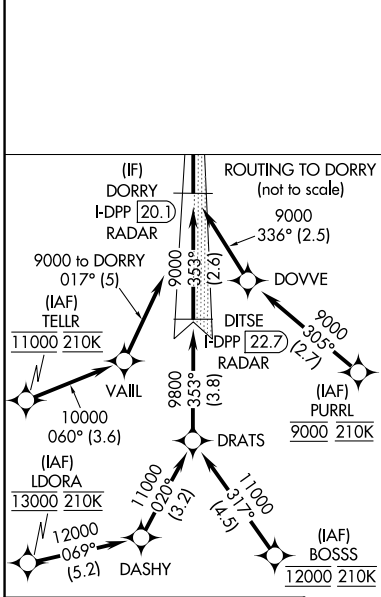 (IF)
DORRY
I-DPP 20.1
RADAR
ROUTING TO DORRY
(not to scale)
9000
336° (2.5)
9000 to DORRY
017° (5)
9000
353°
(2.6)
DOVVE
(IAF)
TELLR
11000 210K
DITSE
I-DPP 22.7
RADAR
9000
305°
(2.7)
VAIIL
10000
060° (3.6)
9800
353°
(3.8)
(IAF)
PURRL
9000 210K
DRATS
(IAF)
LDORA
13000 210K
11000
020°
(3.2)
11000
317°
(4.5)
12000
069°
(5.2)
DASHY
(IAF)
BOSSS
12000 210K